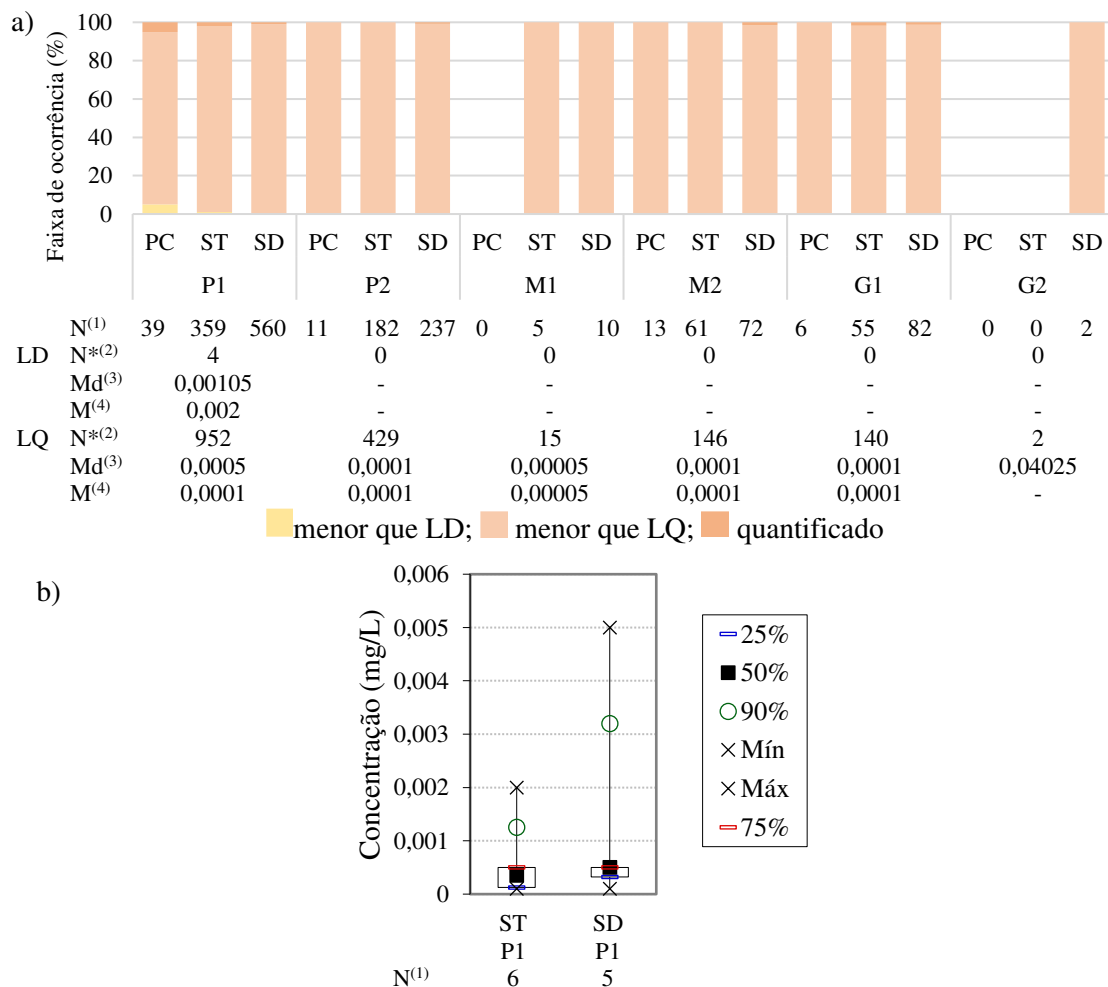 a)
Faixa de ocorrência (%)
100
80
60
40
20
0
PC ST SD PC ST SD PC ST SD PC ST SD PC ST SD PC ST SD
P1 P2 M1 M2 G1 G2
N(1) 39 359 560 11 182 237 0 5 10 13 61 72 6 55 82 0 0 2
LD N*(2) 4 0 0 0 0 0
Md(3) 0,00105 - - - - -
M(4) 0,002 - - - - -
LQ N*(2) 952 429 15 146 140 2
Md(3) 0,0005 0,0001 0,00005 0,0001 0,0001 0,04025
M(4) 0,0001 0,0001 0,00005 0,0001 0,0001 -
menor que LD; menor que LQ; quantificado
b)
Concentração (mg/L)
0,006
0,005
0,004
0,003
0,002
0,001
0
ST SD
P1 P1
N(1) 6 5
25%
50%
90%
Mín
Máx
75%